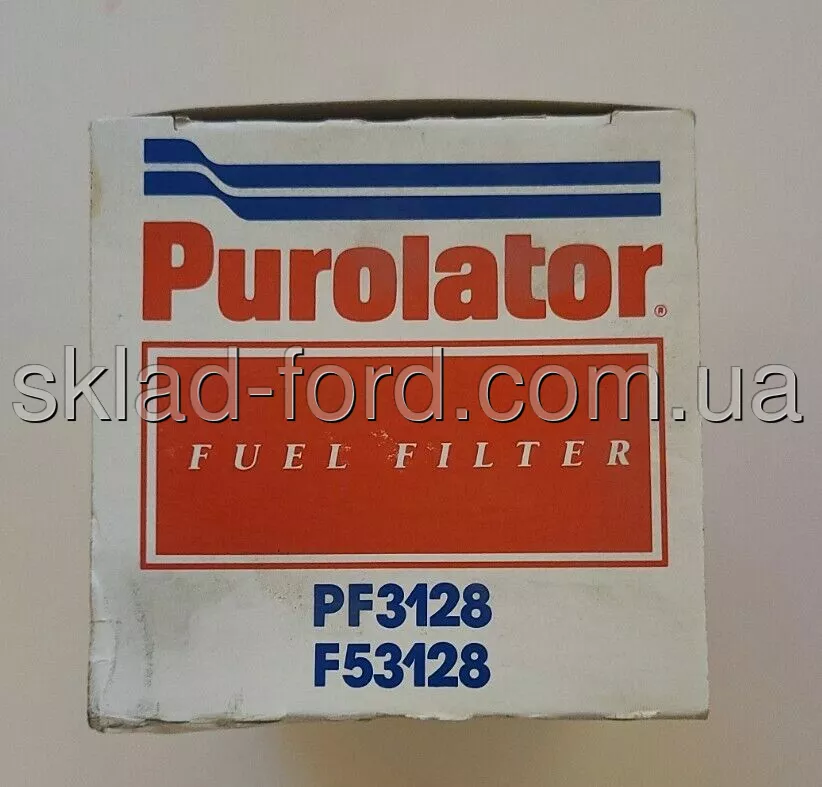 Purolator®
sklad-ford.com.ua
FUEL FILTER
PF3128
F53128